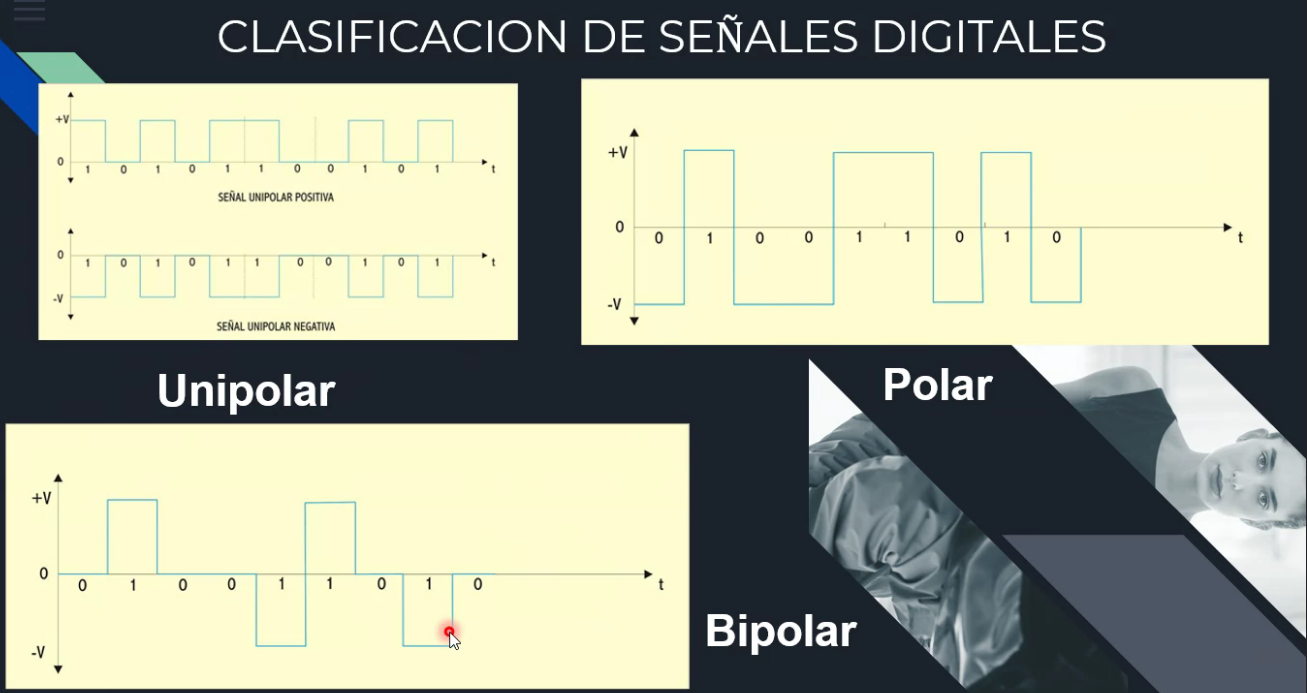 CLASIFICACION DE SEÑALES DIGITALES
+V
0
1 0 1 0 1 1 0 0 1 0 1 t
SEÑAL UNIPOLAR POSITIVA
0
1 0 1 0 1 1 0 0 1 0 1 t
-V
SEÑAL UNIPOLAR NEGATIVA
Unipolar
+V
0
0 1 0 0 1 1 0 1 0 t
-V
Polar
+V
0
0 1 0 0 1 1 0 1 0 t
-V
Bipolar